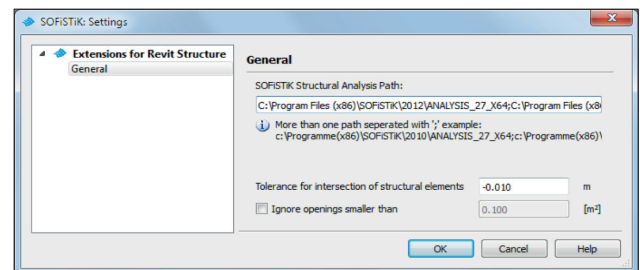 SOFiSTiK: Settings
Extensions for Revit Structure
General
General
SOFiSTiK Structural Analysis Path:
C:\Program Files (x86)\SOFiSTiK\2012\ANALYSIS_27_X64;C:\Program Files (x8
More than one path seperated with ';' example:
c:\Programme(x86)\SOFiSTiK\2010\ANALYSIS_27_X64;c:\Programme(x86)\
Tolerance for intersection of structural elements -0.010 m
Ignore openings smaller than 0.100 [m²]
OK Cancel Help